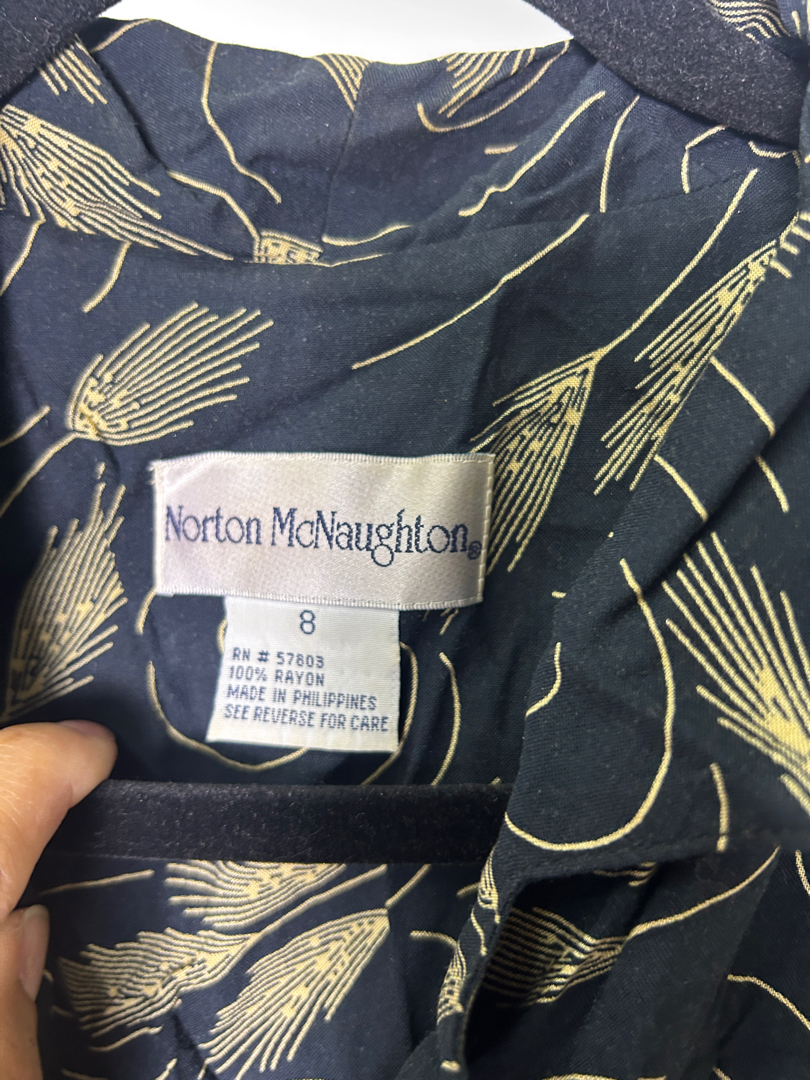 Norton McNaughton®
8
RN # 57803
100% RAYON
MADE IN PHILIPPINES
SEE REVERSE FOR CARE